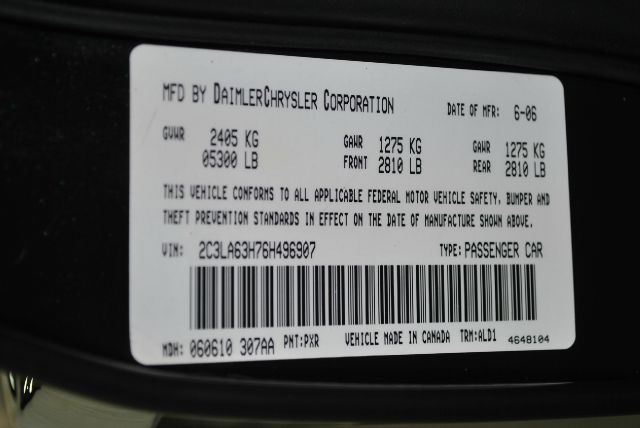 MFD BY DAIMLERCHRYSLER CORPORATION DATE OF MFR: 6-06
GVWR 2405 KG GAWR 1275 KG GAWR 1275 KG
05300 LB FRONT 2810 LB REAR 2810 LB
THIS VEHICLE CONFORMS TO ALL APPLICABLE FEDERAL MOTOR VEHICLE SAFETY, BUMPER AND
THEFT PREVENTION STANDARDS IN EFFECT ON THE DATE OF MANUFACTURE SHOWN ABOVE.
VIN: 2C3LA63H76H496907 TYPE: PASSENGER CAR
MDH: 060610 307AA PNT:PXR VEHICLE MADE IN CANADA TRM:ALD1 4648104